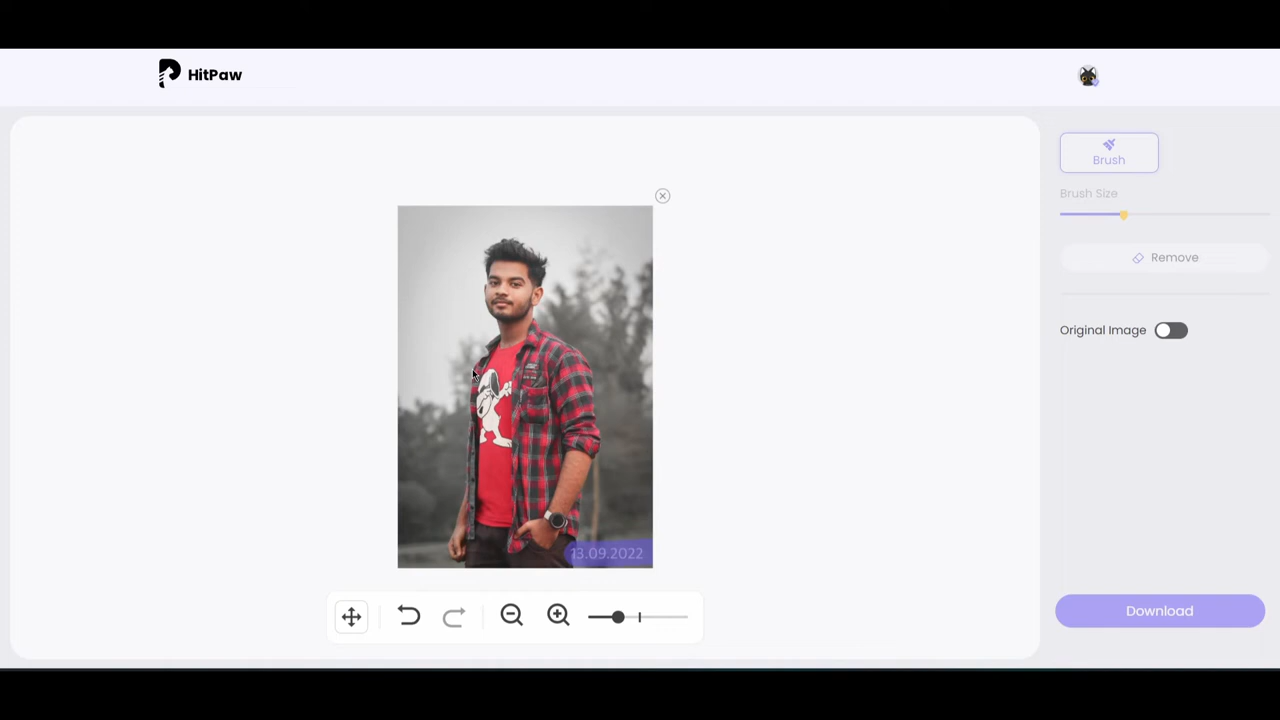 HitPaw
Brush
Brush Size
Remove
Original Image
13.09.2022
Download